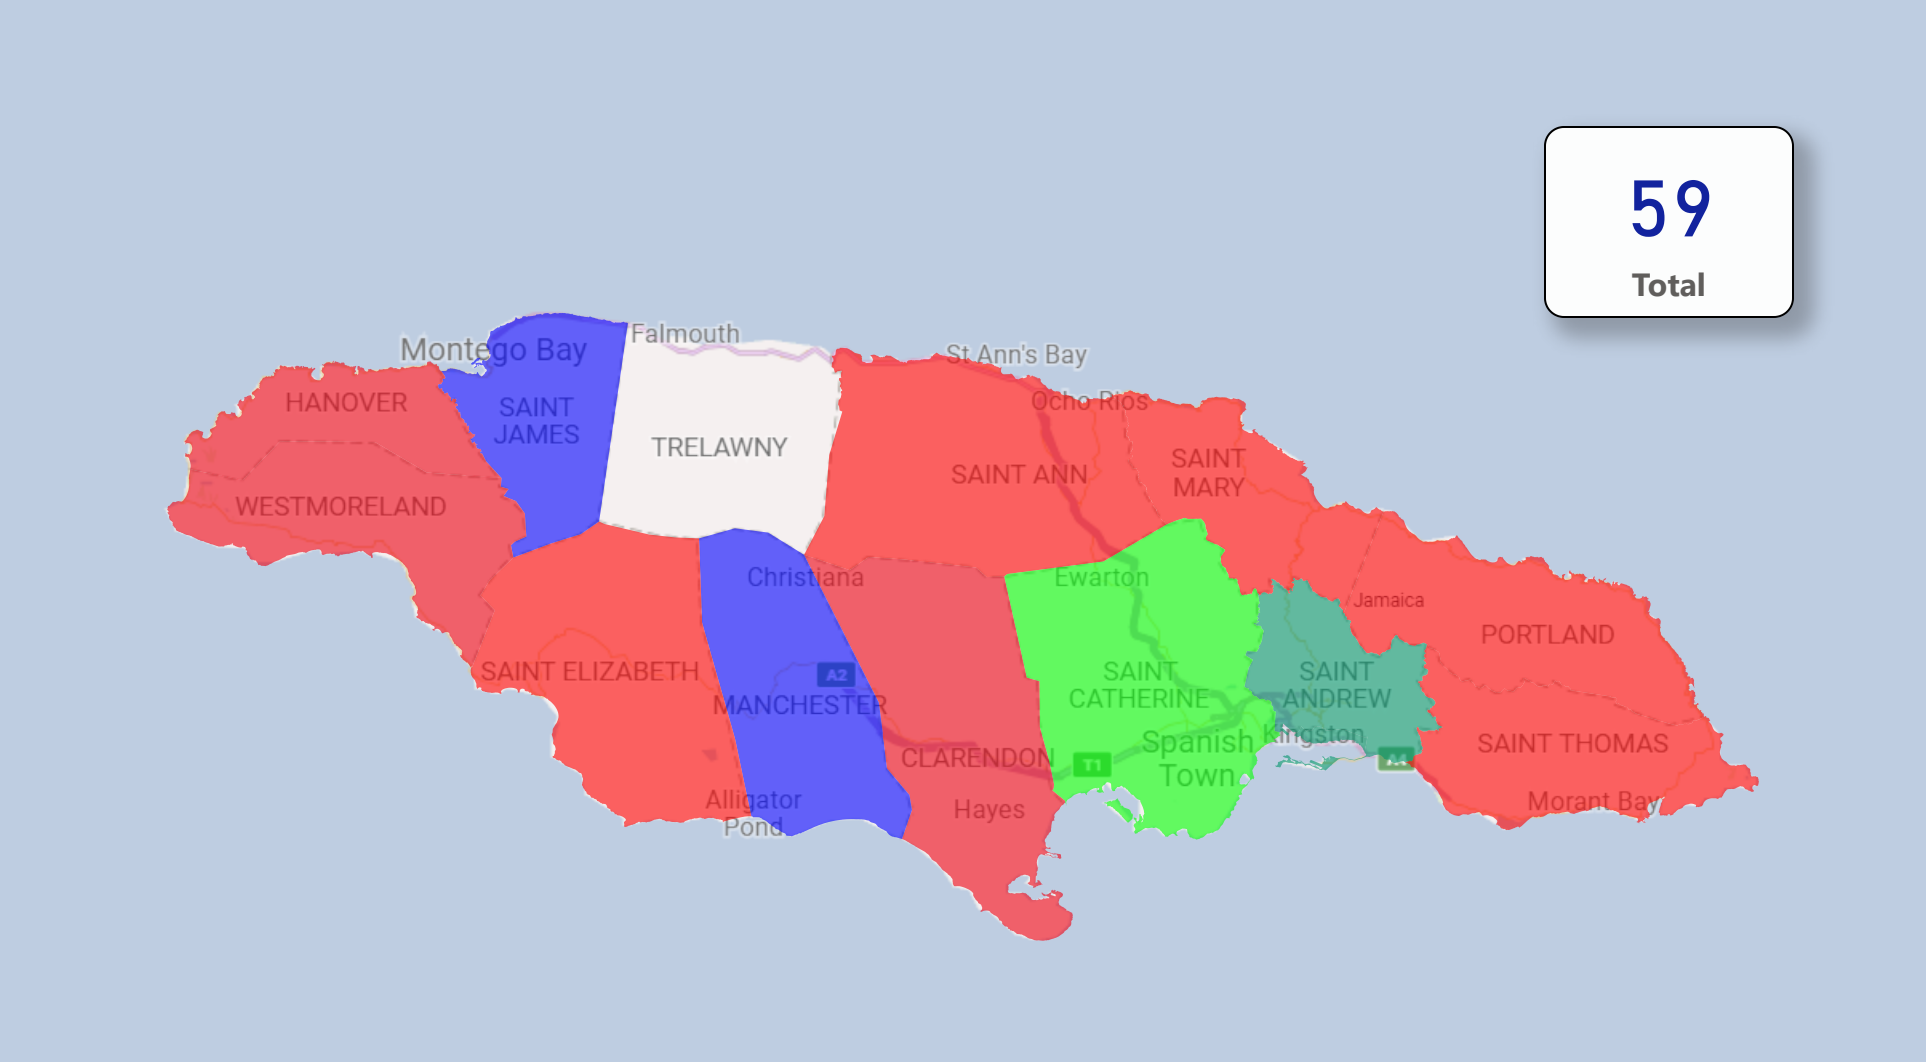 59
Total
Falmouth
Montego Bay
St Ann's Bay
HANOVER
Ocho Rios
SAINT
JAMES
TRELAWNY
SAINT
MARY
SAINT ANN
WESTMORELAND
Christiana
Ewarton
Jamaica
PORTLAND
SAINT ELIZABETH
A2
MANCHESTER
SAINT
CATHERINE
SAINT
ANDREW
Kingston
SAINT THOMAS
CLARENDON
T1
Spanish
Town
A4
Alligator
Pond
Hayes
Morant Bay